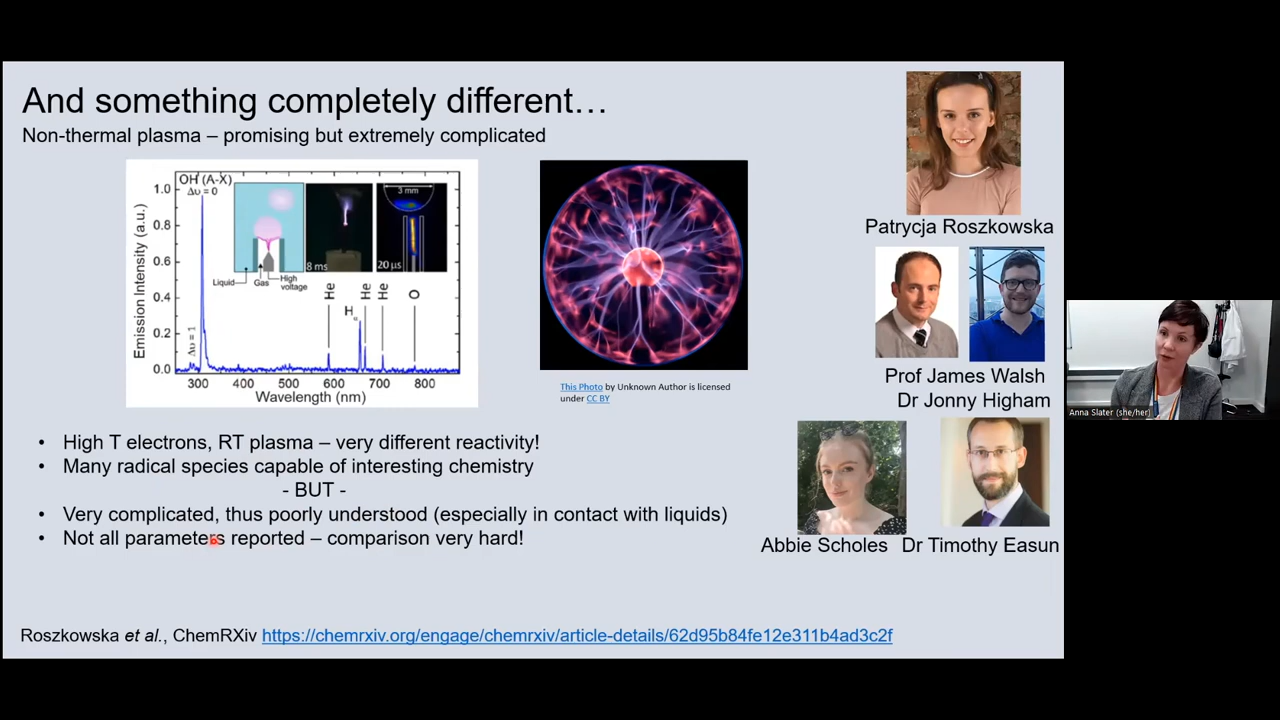 And something completely different…
Non-thermal plasma – promising but extremely complicated
OH (A-X)
Δυ = 0
Δυ = 1
Emission Intensity (a.u.)
1.0
0.8
0.6
0.4
0.2
0.0
Liquid
Gas
High
voltage
8 ms
3 mm
20 μs
He
Hα
He
He
O
300
400
500
600
700
800
Wavelength (nm)
This Photo by Unknown Author is licensed
under CC BY
Patrycja Roszkowska
Prof James Walsh
Dr Jonny Higham
Abbie Scholes
Dr Timothy Easun
Anna Slater (she/her)
• High T electrons, RT plasma – very different reactivity!
• Many radical species capable of interesting chemistry
- BUT -
• Very complicated, thus poorly understood (especially in contact with liquids)
• Not all parameters reported – comparison very hard!
Roszkowska et al., ChemRXiv https://chemrxiv.org/engage/chemrxiv/article-details/62d95b84fe12e311b4ad3c2f